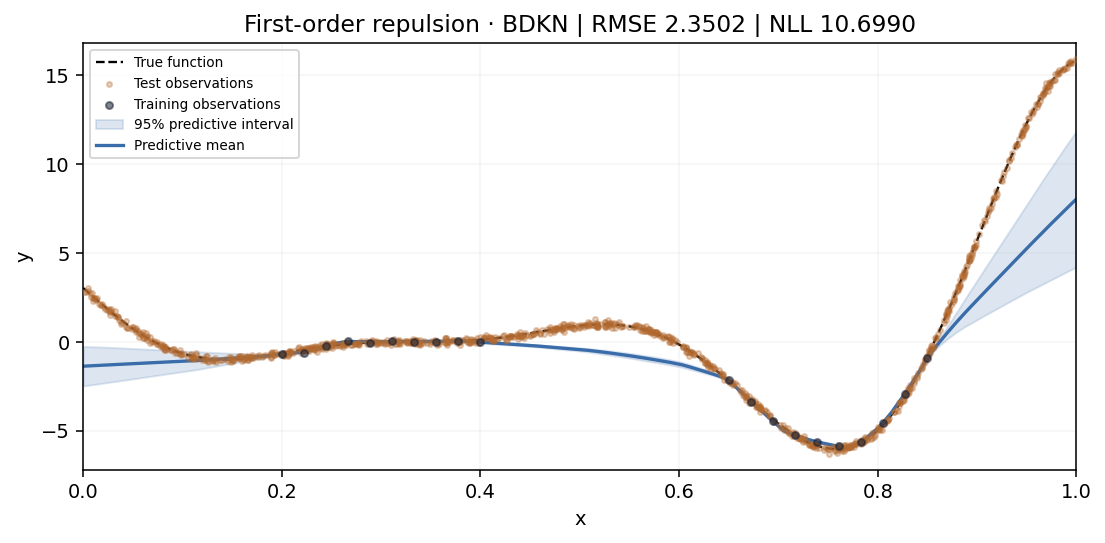 First-order repulsion · BDKN | RMSE 2.3502 | NLL 10.6990
True function
Test observations
Training observations
95% predictive interval
Predictive mean
15
10
5
0
−5
y
0.0 0.2 0.4 0.6 0.8 1.0
x